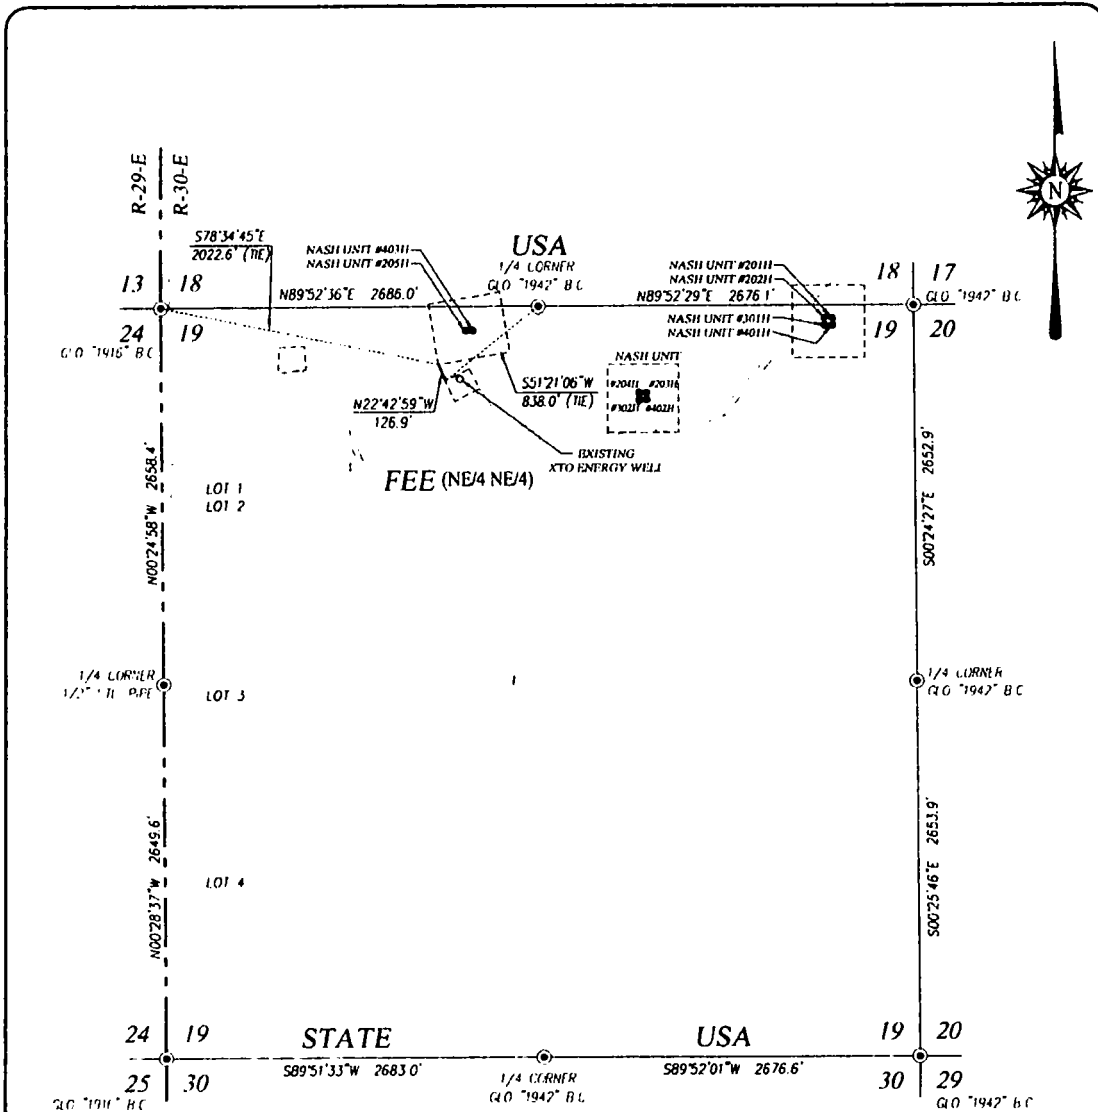 N
R-29-E
R-30-E
S78°34'45"E
2022.6' (TIE)
NASH UNIT #403H
NASH UNIT #205H
USA
1/4 CORNER
GLO "1942" B.C
NASH UNIT #201H
NASH UNIT #202H
NASH UNIT #301H
NASH UNIT #401H
13 18
18 17
N89°52'36"E 2686.0'
N89°52'29"E 2676.1'
GLO "1942" B.C
24 19
19 20
GLO "1916" B.C
NASH UNIT
#204H #203H
#302H #402H
S51°21'06"W
838.0' (TIE)
N22°42'59"W
126.9'
EXISTING
XTO ENERGY WELL
FEE (NE/4 NE/4)
LOT 1
LOT 2
N00°24'58"W 2658.4'
S00°24'27"E 2652.9'
1/4 CORNER
PIPE
LOT 3
1/4 CORNER
GLO "1942" B.C
N00°28'37"W 2649.6'
S00°25'46"E 2653.9'
LOT 4
24 19
STATE
USA
19 20
S89°51'33"W 2683.0'
S89°52'01"W 2676.6'
25 30
1/4 CORNER
GLO "1942" B.C
30 29
GLO B.C
GLO "1942" B.C